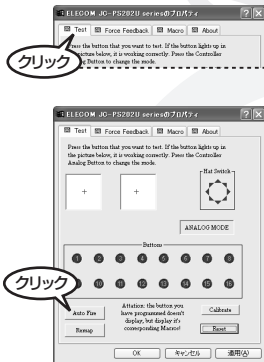 ELECOM JC-PS202U seriesのプロパティ
Test Force Feedback Macro About
Press the button that you want to test. If the button lights up in
the picture below, it is working correctly. Press the Controller
Button to change the mode.
クリック
ELECOM JC-PS202U seriesのプロパティ
Test Force Feedback Macro About
Press the button that you want to test. If the button lights up in
the picture below, it is working correctly. Press the Controller
Analog Button to change the mode.
Hat Switch
ANALOG MODE
Buttons
1 2 3 4 5 6 7 8
10 11 12 13 14 15 16
クリック
Auto Fire
Remap
Attation: the button you
have programmed doesn't
display, but display it's
corresponding Macros!
Calibrate
Reset
OK キャンセル 適用(A)